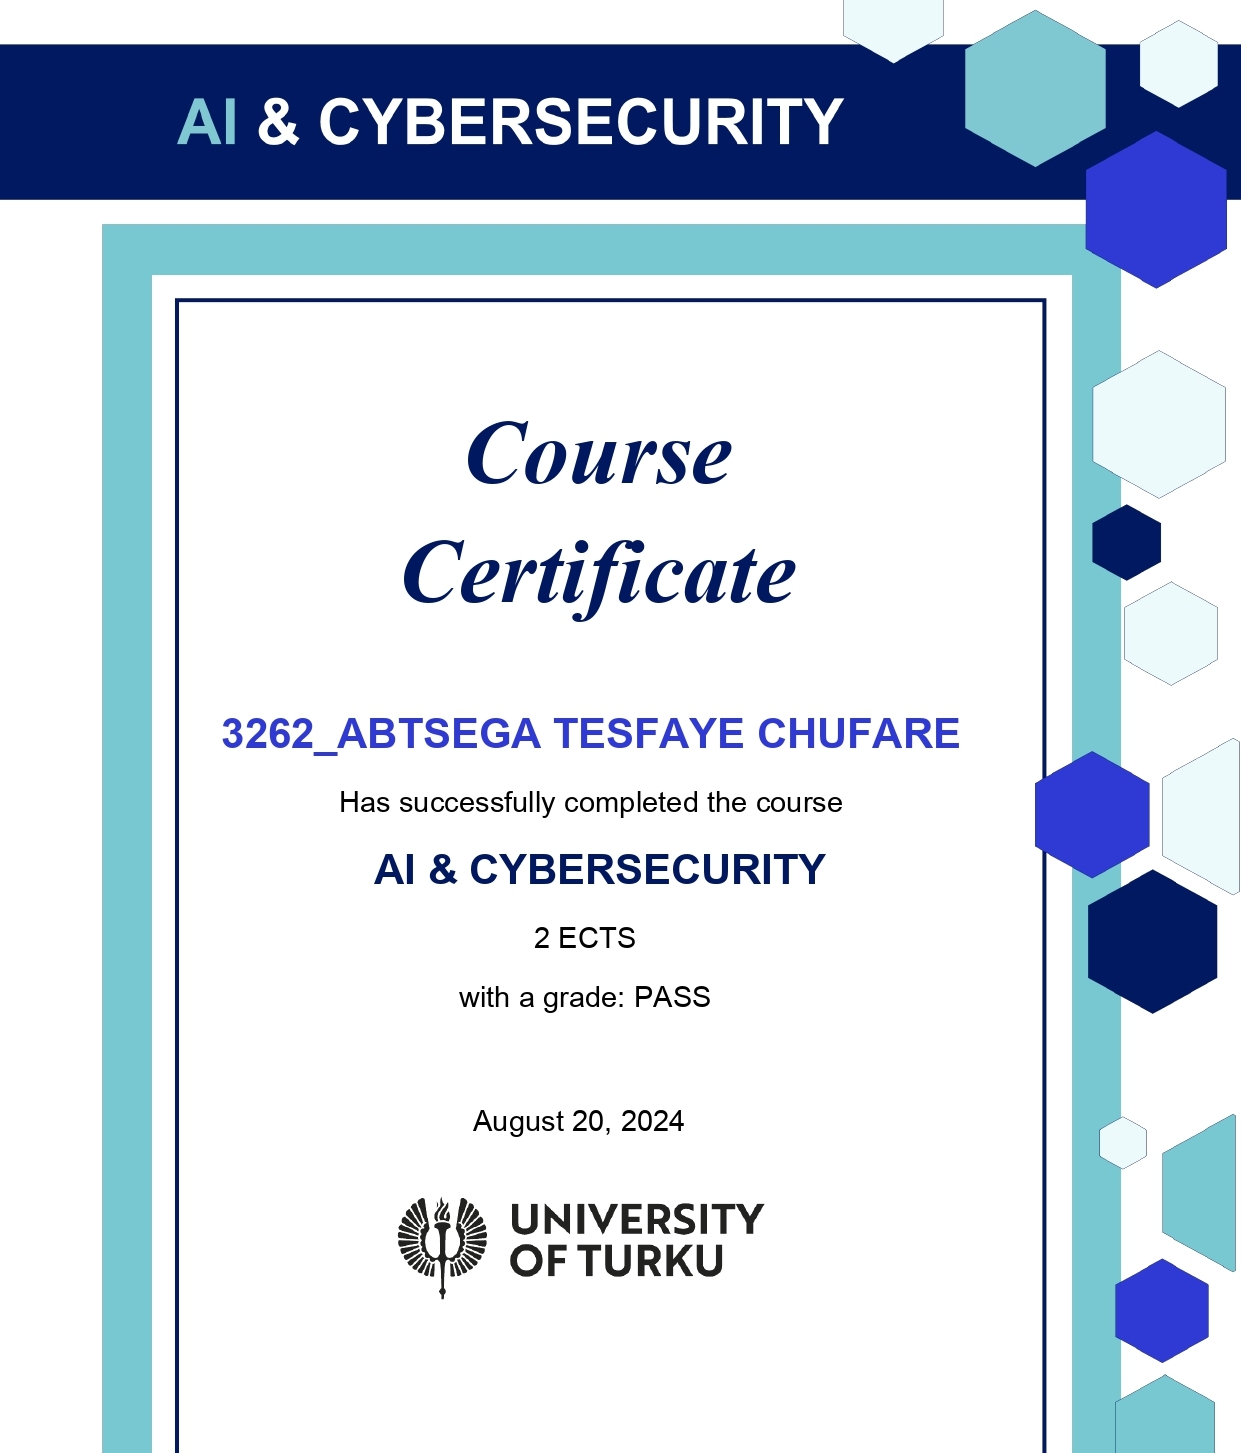 AI & CYBERSECURITY
Course
Certificate
3262_ABTSEGA TESFAYE CHUFARE
Has successfully completed the course
AI & CYBERSECURITY
2 ECTS
with a grade: PASS
August 20, 2024
UNIVERSITY
OF TURKU